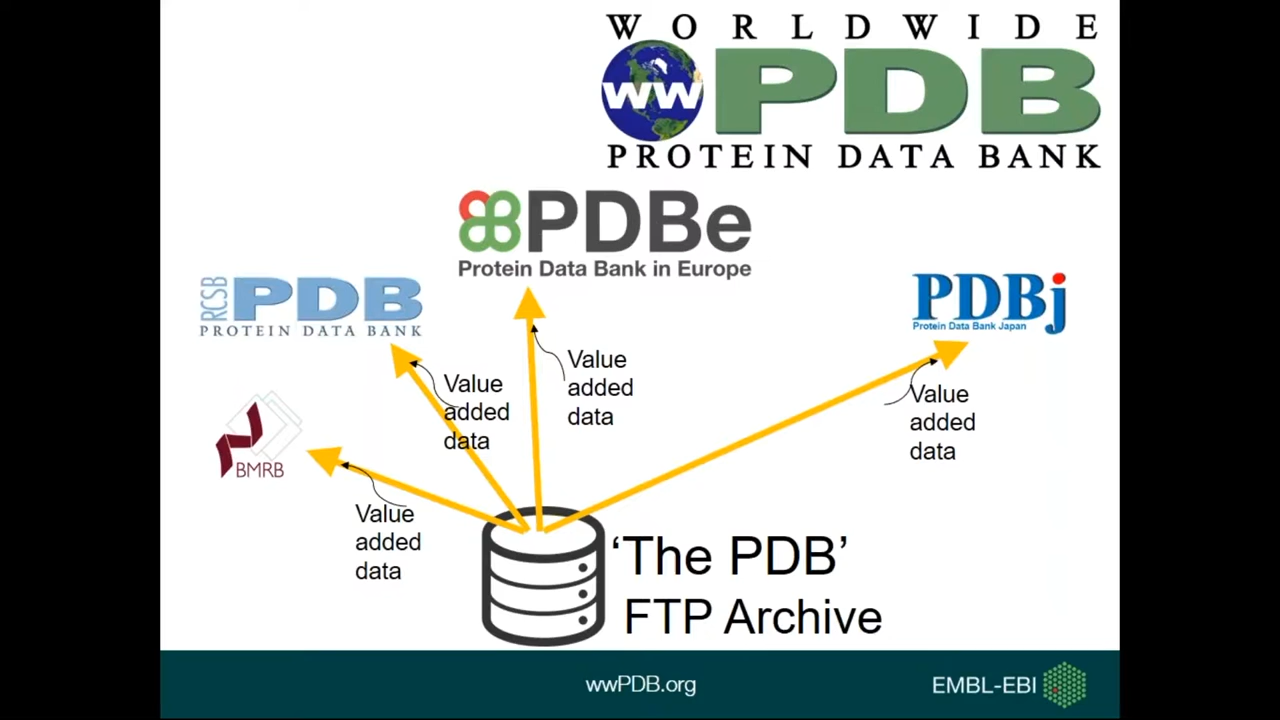 WORLDWIDE
ww PDB
PROTEIN DATA BANK
PDBe
Protein Data Bank in Europe
RCSB PDB
PROTEIN DATA BANK
PDBj
Protein Data Bank Japan
Value
added
data
Value
added
data
Value
added
data
BMRB
Value
added
data
‘The PDB’
FTP Archive
wwPDB.org
EMBL-EBI